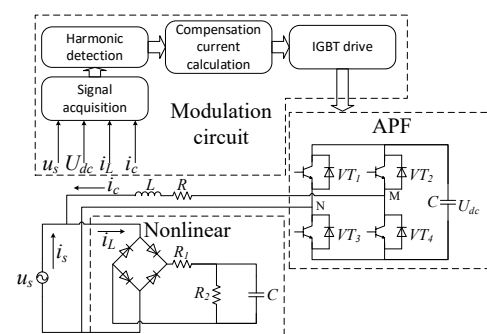 Harmonic
detection
Compensation
current
calculation
IGBT drive
Signal
acquisition
Modulation
circuit
u_s U_dc i_L i_c
APF
i_c L R
VT_1 VT_2
N M
C U_dc
VT_3 VT_4
Nonlinear
i_s i_L
R_1
u_s
R_2 C